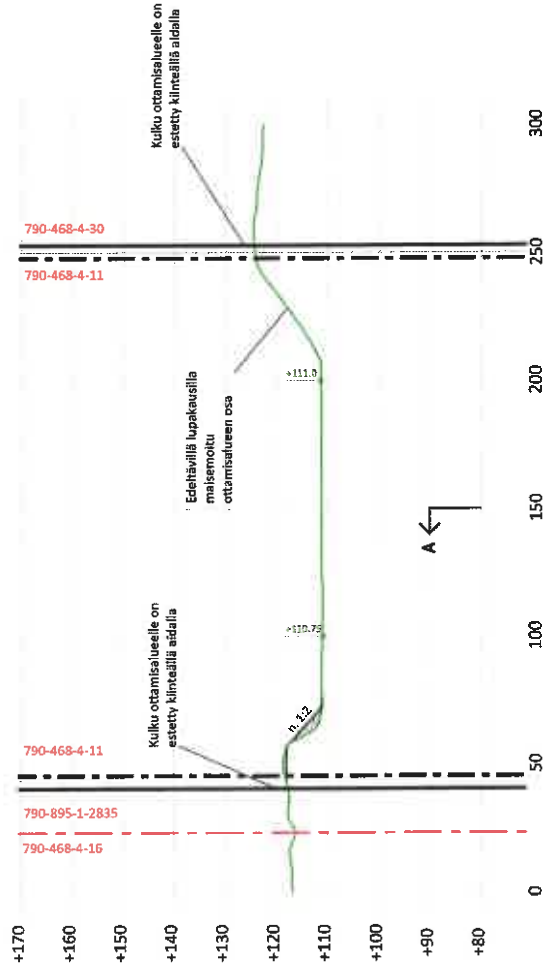 Kulku ottamisalueelle on
estetty kiinteällä aidalla
Kulku ottamisalueelle on
estetty kiinteällä aidalla
Edeltävillä lupakausilla
maisemoitu
ottamisalueen osa
790-468-4-30
790-468-4-11
790-468-4-11
790-895-1-2835
790-468-4-16
n. 1:2
+110.75
A
+170
+160
+150
+140
+130
+120
+110
+100
+90
+80
0
50
100
150
200
250
300